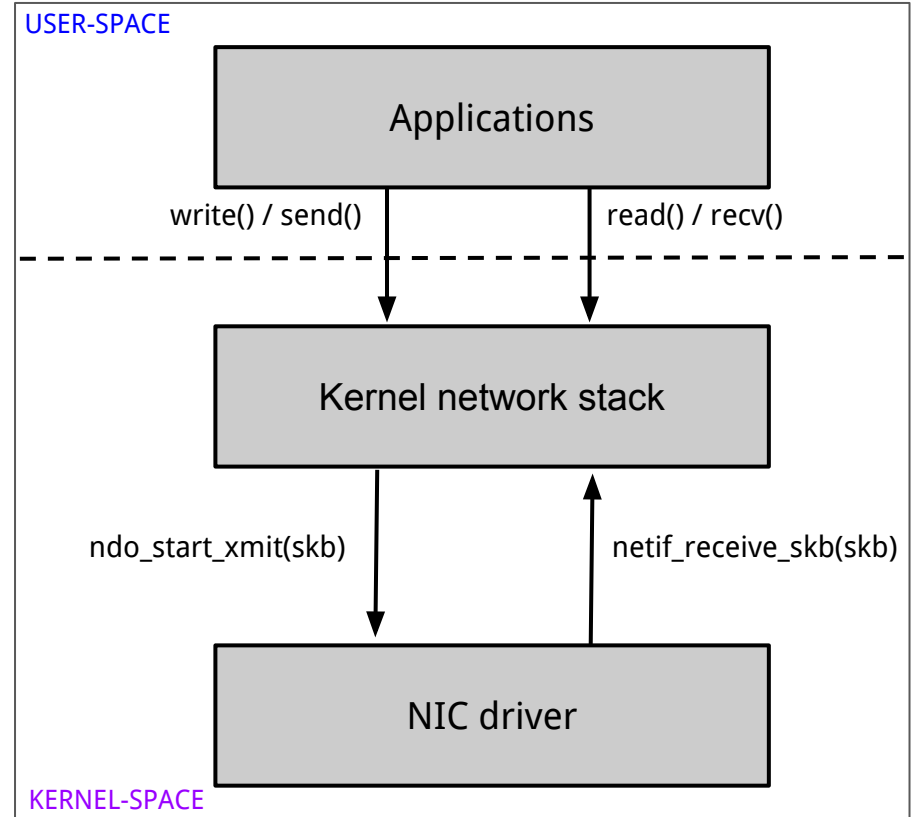 USER-SPACE
Applications
write() / send()
read() / recv()
Kernel network stack
ndo_start_xmit(skb)
netif_receive_skb(skb)
NIC driver
KERNEL-SPACE